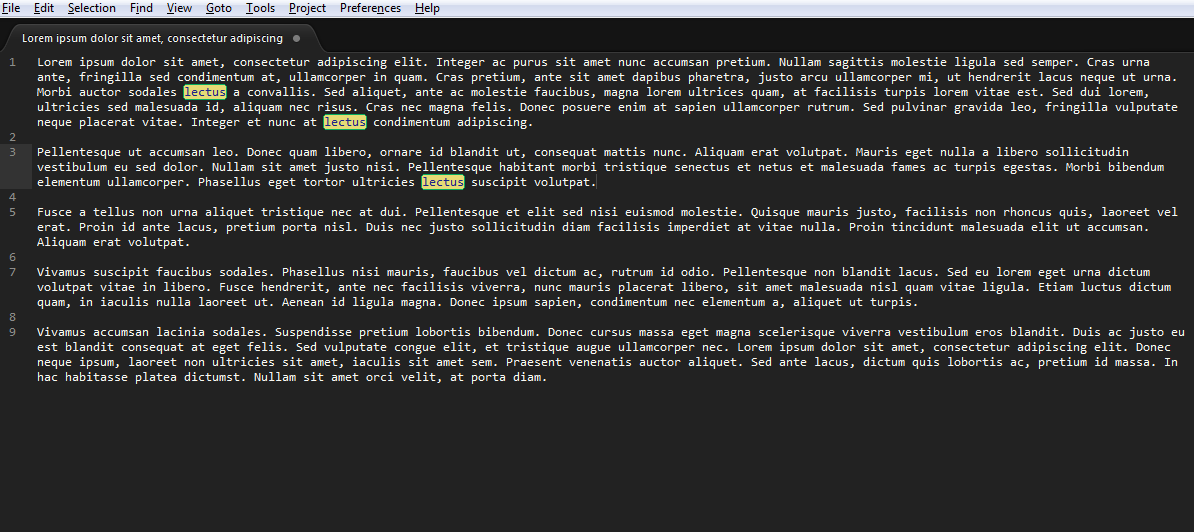 File Edit Selection Find View Goto Tools Project Preferences Help
Lorem ipsum dolor sit amet, consectetur adipiscing
1 Lorem ipsum dolor sit amet, consectetur adipiscing elit. Integer ac purus sit amet nunc accumsan pretium. Nullam sagittis molestie ligula sed semper. Cras urna
ante, fringilla sed condimentum at, ullamcorper in quam. Cras pretium, ante sit amet dapibus pharetra, justo arcu ullamcorper mi, ut hendrerit lacus neque ut urna.
Morbi auctor sodales lectus a convallis. Sed aliquet, ante ac molestie faucibus, magna lorem ultrices quam, at facilisis turpis lorem vitae est. Sed dui lorem,
ultricies sed malesuada id, aliquam nec risus. Cras nec magna felis. Donec posuere enim at sapien ullamcorper rutrum. Sed pulvinar gravida leo, fringilla vulputate
neque placerat vitae. Integer et nunc at lectus condimentum adipiscing.
2
3 Pellentesque ut accumsan leo. Donec quam libero, ornare id blandit ut, consequat mattis nunc. Aliquam erat volutpat. Mauris eget nulla a libero sollicitudin
vestibulum eu sed dolor. Nullam sit amet justo nisi. Pellentesque habitant morbi tristique senectus et netus et malesuada fames ac turpis egestas. Morbi bibendum
elementum ullamcorper. Phasellus eget tortor ultricies lectus suscipit volutpat.
4
5 Fusce a tellus non urna aliquet tristique nec at dui. Pellentesque et elit sed nisi euismod molestie. Quisque mauris justo, facilisis non rhoncus quis, laoreet vel
erat. Proin id ante lacus, pretium porta nisl. Duis nec justo sollicitudin diam facilisis imperdiet at vitae nulla. Proin tincidunt malesuada elit ut accumsan.
Aliquam erat volutpat.
6
7 Vivamus suscipit faucibus sodales. Phasellus nisi mauris, faucibus vel dictum ac, rutrum id odio. Pellentesque non blandit lacus. Sed eu lorem eget urna dictum
volutpat vitae in libero. Fusce hendrerit, ante nec facilisis viverra, nunc mauris placerat libero, sit amet malesuada nisl quam vitae ligula. Etiam luctus dictum
quam, in iaculis nulla laoreet ut. Aenean id ligula magna. Donec ipsum sapien, condimentum nec elementum a, aliquet ut turpis.
8
9 Vivamus accumsan lacinia sodales. Suspendisse pretium lobortis bibendum. Donec cursus massa eget magna scelerisque viverra vestibulum eros blandit. Duis ac justo eu
est blandit consequat at eget felis. Sed vulputate congue elit, et tristique augue ullamcorper nec. Lorem ipsum dolor sit amet, consectetur adipiscing elit. Donec
neque ipsum, laoreet non ultricies sit amet, iaculis sit amet sem. Praesent venenatis auctor aliquet. Sed ante lacus, dictum quis lobortis ac, pretium id massa. In
hac habitasse platea dictumst. Nullam sit amet orci velit, at porta diam.